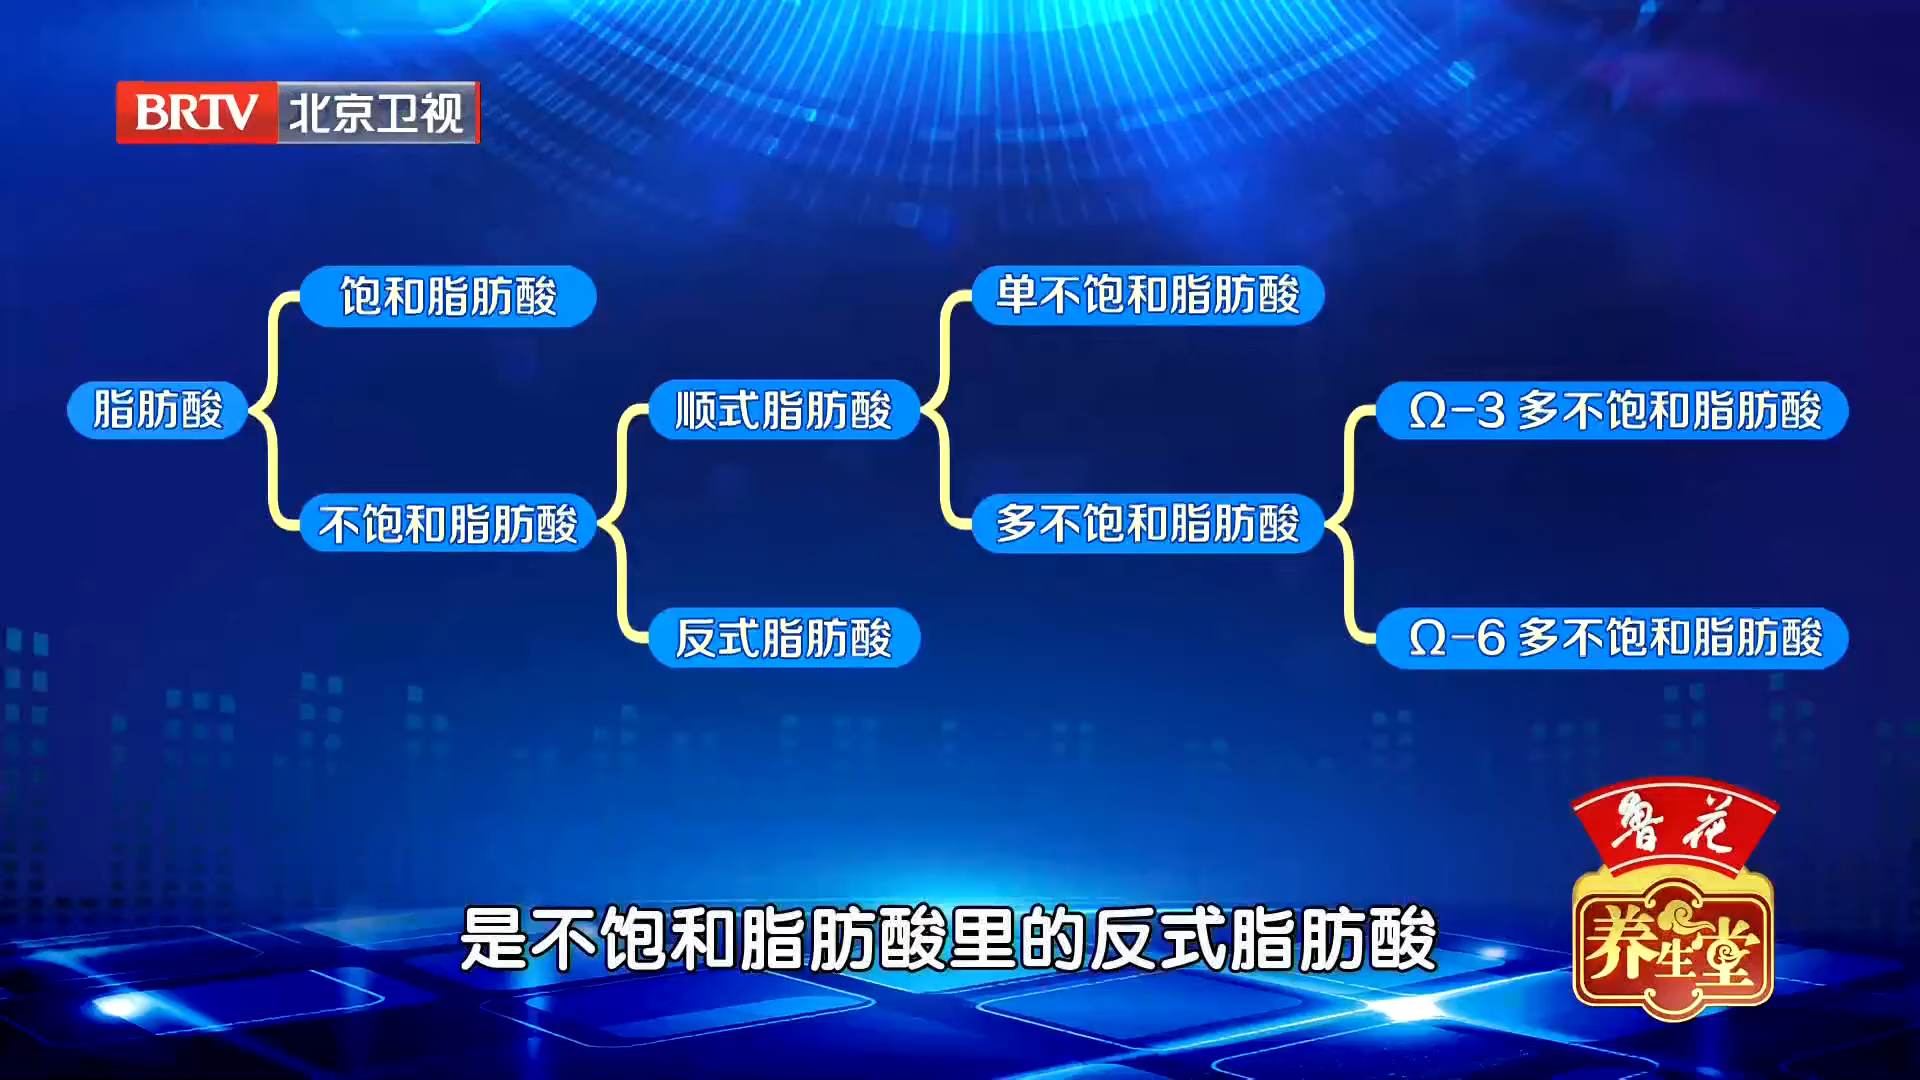 BRTV 北京卫视
饱和脂肪酸
单不饱和脂肪酸
脂肪酸
顺式脂肪酸
Ω-3 多不饱和脂肪酸
不饱和脂肪酸
多不饱和脂肪酸
反式脂肪酸
Ω-6 多不饱和脂肪酸
鲁花
养生堂
是不饱和脂肪酸里的反式脂肪酸